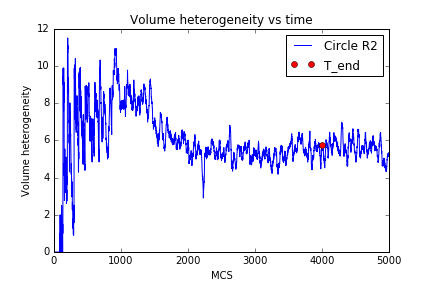 Volume heterogeneity vs time
12
10
8
6
4
2
0
Volume heterogeneity
Circle R2
T_end
0 1000 2000 3000 4000 5000
MCS